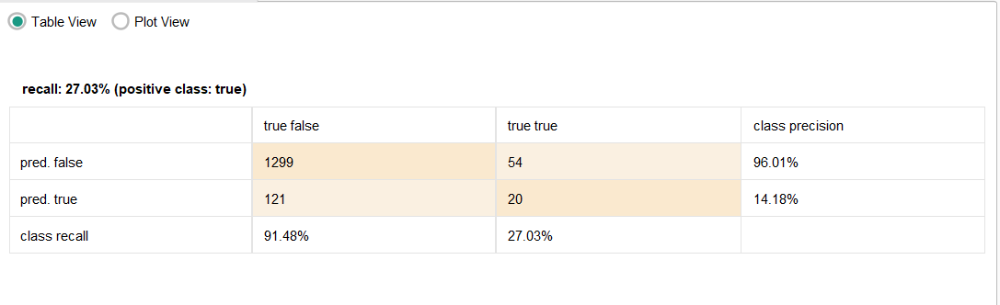 Table View Plot View
recall: 27.03% (positive class: true)
true false true true class precision
pred. false 1299 54 96.01%
pred. true 121 20 14.18%
class recall 91.48% 27.03%